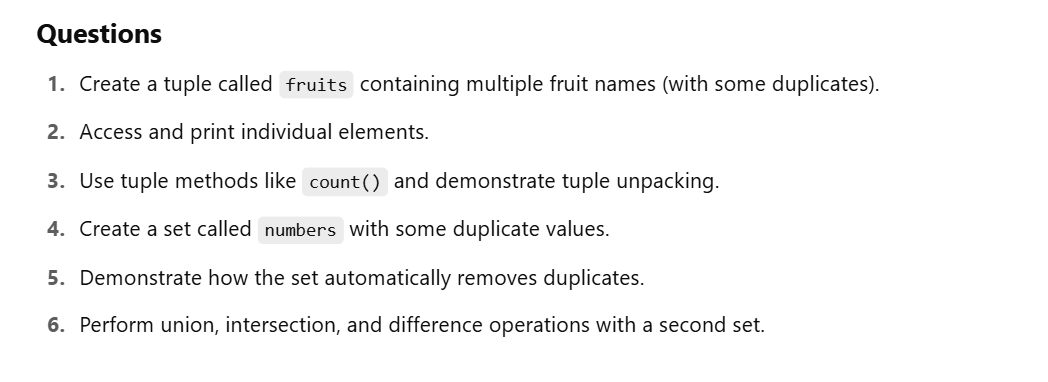 Questions
1. Create a tuple called fruits containing multiple fruit names (with some duplicates).
2. Access and print individual elements.
3. Use tuple methods like count() and demonstrate tuple unpacking.
4. Create a set called numbers with some duplicate values.
5. Demonstrate how the set automatically removes duplicates.
6. Perform union, intersection, and difference operations with a second set.